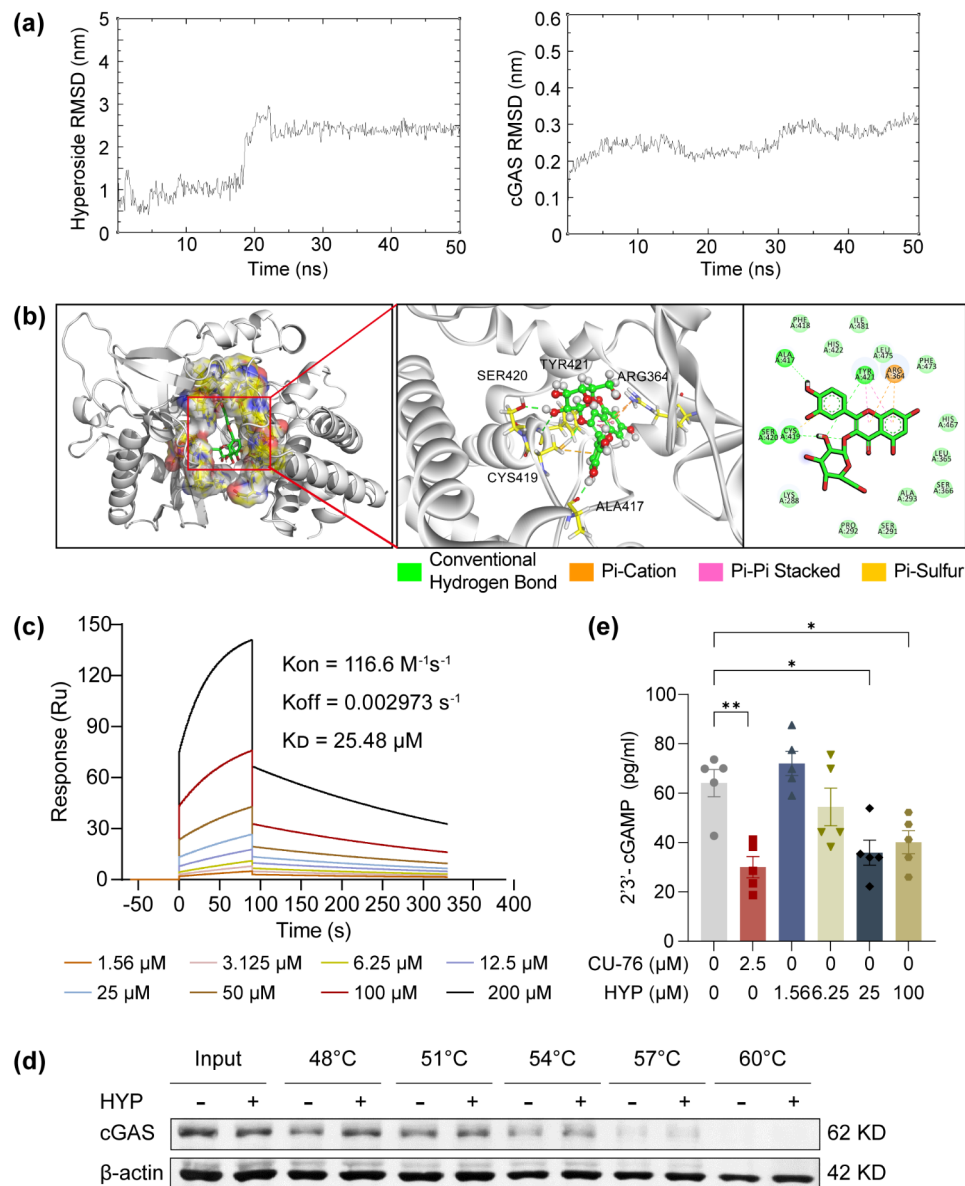 (a)
Hyperoside RMSD (nm)
5
4
3
2
1
0
10 20 30 40 50
Time (ns)
cGAS RMSD (nm)
0.6
0.5
0.4
0.3
0.2
0.1
0
10 20 30 40 50
Time (ns)
(b)
TYR421
SER420
ARG364
CYS419
ALA417
PHE A:418
ILE A:481
HIS A:422
LEU A:475
ALA A:417
TYR A:421
ARG A:364
PHE A:473
HIS A:467
SER A:420
CYS A:419
LEU A:365
SER A:366
LYS A:288
ALA A:293
PRO A:292
SER A:291
Conventional Hydrogen Bond
Pi-Cation
Pi-Pi Stacked
Pi-Sulfur
(c)
Response (Ru)
150
120
90
60
30
0
Kon = 116.6 M⁻¹s⁻¹
Koff = 0.002973 s⁻¹
KD = 25.48 μM
-50 0 50 100 150 200 250 300 350 400
Time (s)
1.56 μM 3.125 μM 6.25 μM 12.5 μM
25 μM 50 μM 100 μM 200 μM
(e)
*
*
**
2'3'- cGAMP (pg/ml)
100
80
60
40
20
0
CU-76 (μM) 0 2.5 0 0 0 0
HYP (μM) 0 0 1.56 6.25 25 100
(d)
Input 48°C 51°C 54°C 57°C 60°C
HYP - + - + - + - + - + - +
cGAS 62 KD
β-actin 42 KD